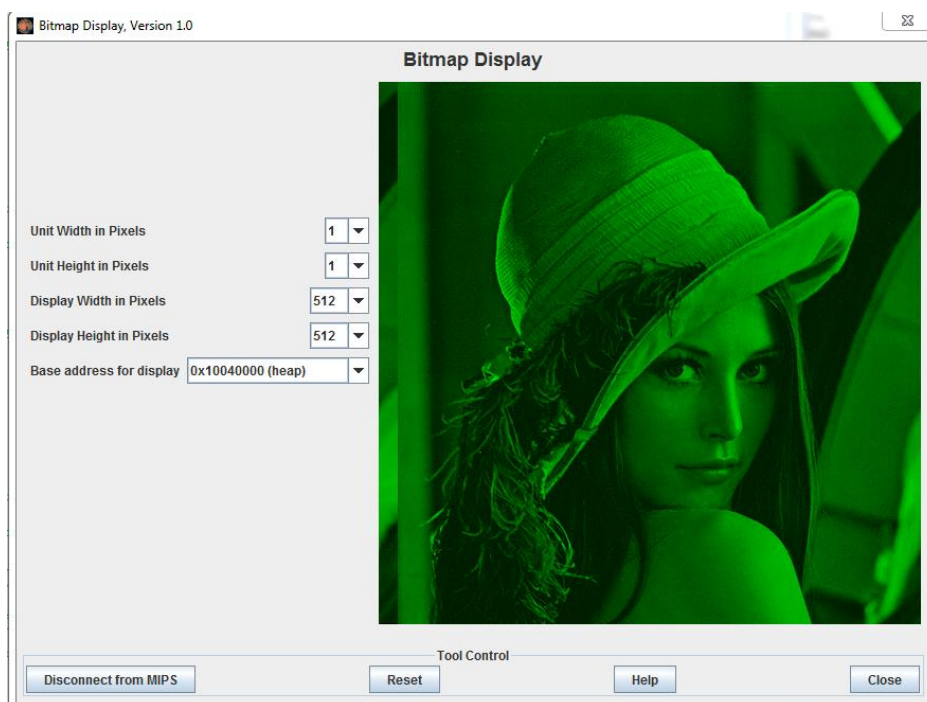 Bitmap Display, Version 1.0
Bitmap Display
Unit Width in Pixels 1
Unit Height in Pixels 1
Display Width in Pixels 512
Display Height in Pixels 512
Base address for display 0x10040000 (heap)
Tool Control
Disconnect from MIPS Reset Help Close